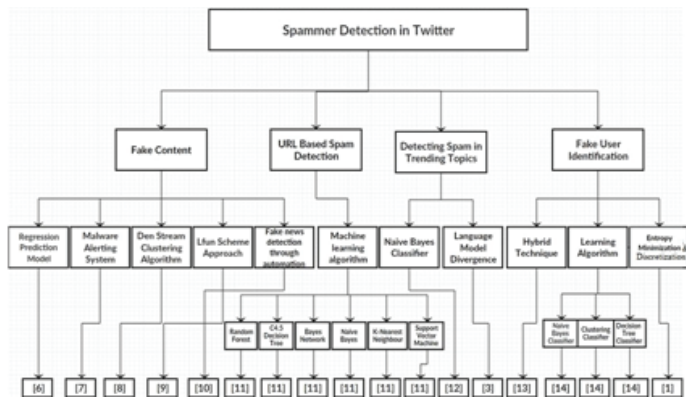 Spammer Detection in Twitter
Fake Content
URL Based Spam
Detection
Detecting Spam in
Trending Topics
Fake User
Identification
Regression
Prediction
Model
Malware
Alerting
System
Den Stream
Clustering
Algorithm
Lfun Scheme
Approach
Fake news
detection
through
automation
Machine
learning
algorithm
Naive Bayes
Classifier
Language
Model
Divergence
Hybrid
Technique
Learning
Algorithm
Entropy
Minimization &
Discretization
Random
Forest
C4.5
Decision
Tree
Bayes
Network
Naive
Bayes
K-Nearest
Neighbour
Support
Vector
Machine
Naive
Bayes
Classifier
Clustering
Classifier
Decision
Tree
Classifier
[6] [7] [8] [9] [10] [11] [11] [11] [11] [11] [11] [12] [3] [13] [14] [14] [14] [1]